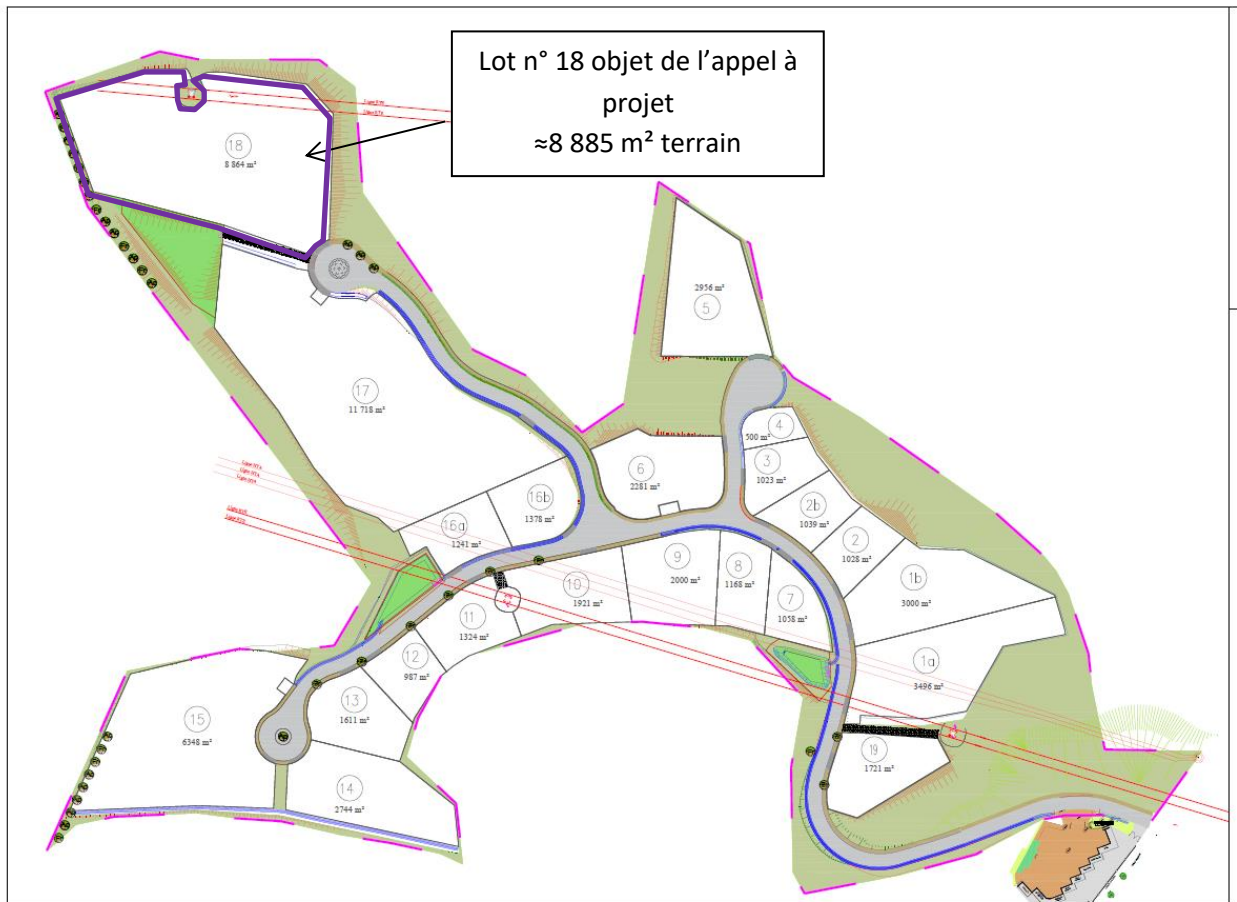 Lot n° 18 objet de l'appel à
projet
≈8 885 m² terrain
18
8 864 m²
2956 m²
5
17
11 718 m²
4
500 m²
3
1023 m²
6
2281 m²
2b
1039 m²
2
1028 m²
1b
3000 m²
16b
1378 m²
16a
1241 m²
9
2000 m²
8
1168 m²
7
1058 m²
10
1921 m²
11
1324 m²
12
987 m²
1a
3496 m²
13
1611 m²
15
6348 m²
19
1721 m²
14
2744 m²